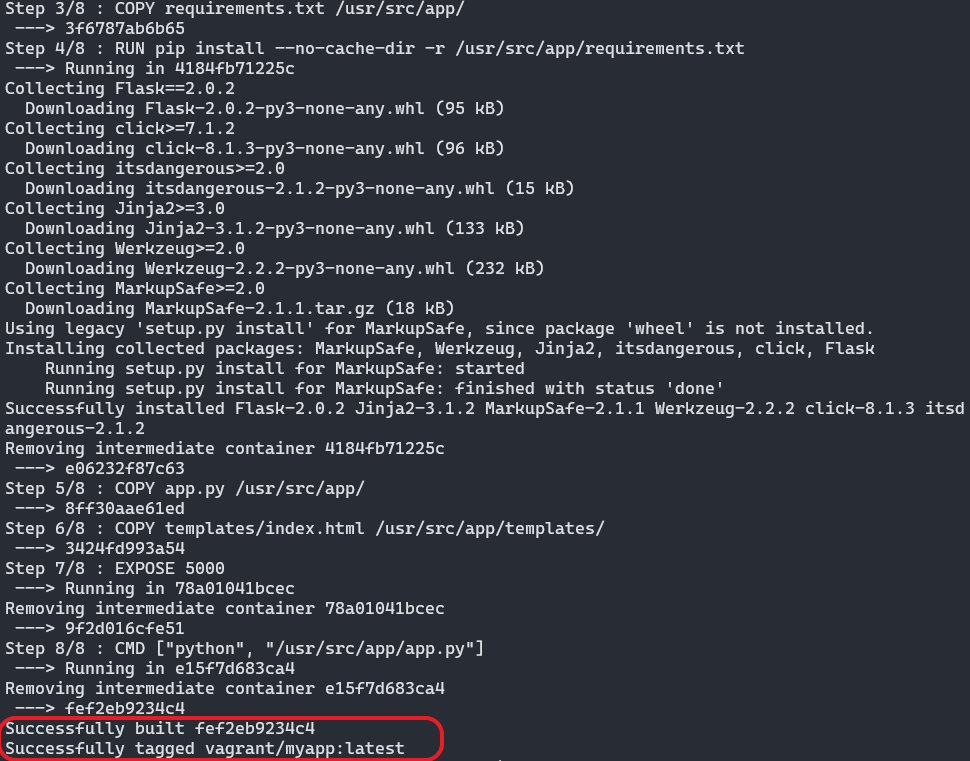 Step 3/8 : COPY requirements.txt /usr/src/app/
 ---> 3f6787ab6b65
Step 4/8 : RUN pip install --no-cache-dir -r /usr/src/app/requirements.txt
 ---> Running in 4184fb71225c
Collecting Flask==2.0.2
  Downloading Flask-2.0.2-py3-none-any.whl (95 kB)
Collecting click>=7.1.2
  Downloading click-8.1.3-py3-none-any.whl (96 kB)
Collecting itsdangerous>=2.0
  Downloading itsdangerous-2.1.2-py3-none-any.whl (15 kB)
Collecting Jinja2>=3.0
  Downloading Jinja2-3.1.2-py3-none-any.whl (133 kB)
Collecting Werkzeug>=2.0
  Downloading Werkzeug-2.2.2-py3-none-any.whl (232 kB)
Collecting MarkupSafe>=2.0
  Downloading MarkupSafe-2.1.1.tar.gz (18 kB)
Using legacy 'setup.py install' for MarkupSafe, since package 'wheel' is not installed.
Installing collected packages: MarkupSafe, Werkzeug, Jinja2, itsdangerous, click, Flask
    Running setup.py install for MarkupSafe: started
    Running setup.py install for MarkupSafe: finished with status 'done'
Successfully installed Flask-2.0.2 Jinja2-3.1.2 MarkupSafe-2.1.1 Werkzeug-2.2.2 click-8.1.3 itsd
angerous-2.1.2
Removing intermediate container 4184fb71225c
 ---> e06232f87c63
Step 5/8 : COPY app.py /usr/src/app/
 ---> 8ff30aae61ed
Step 6/8 : COPY templates/index.html /usr/src/app/templates/
 ---> 3424fd993a54
Step 7/8 : EXPOSE 5000
 ---> Running in 78a01041bcec
Removing intermediate container 78a01041bcec
 ---> 9f2d016cfe51
Step 8/8 : CMD ["python", "/usr/src/app/app.py"]
 ---> Running in e15f7d683ca4
Removing intermediate container e15f7d683ca4
 ---> fef2eb9234c4
Successfully built fef2eb9234c4
Successfully tagged vagrant/myapp:latest